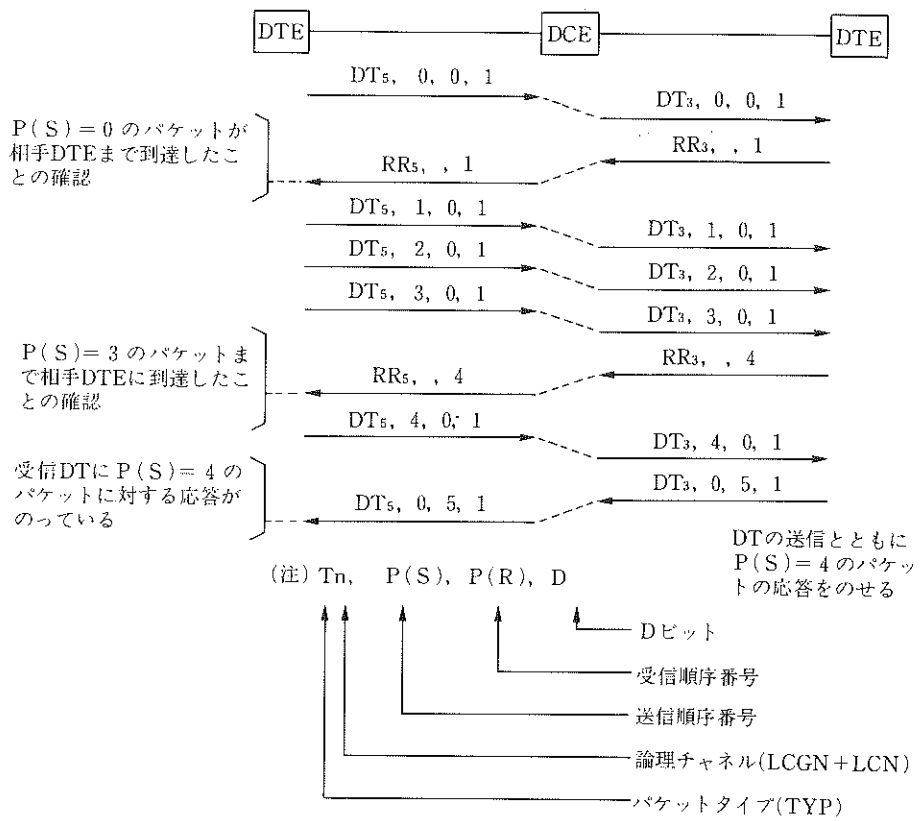 DTE DCE DTE
DT5, 0, 0, 1
DT3, 0, 0, 1
P(S)=0 のパケットが
相手DTEまで到達したこ
との確認
RR3, , 1
RR5, , 1
DT5, 1, 0, 1
DT3, 1, 0, 1
DT5, 2, 0, 1
DT3, 2, 0, 1
DT5, 3, 0, 1
DT3, 3, 0, 1
P(S)=3 のパケットま
で相手DTEに到達したこ
との確認
RR3, , 4
RR5, , 4
DT5, 4, 0, 1
DT3, 4, 0, 1
受信DTに P(S)=4 の
パケットに対する応答が
のっている
DT3, 0, 5, 1
DT5, 0, 5, 1
DTの送信とともに
P(S)=4 のパケッ
トの応答をのせる
(注) Tn, P(S), P(R), D
Dビット
受信順序番号
送信順序番号
論理チャネル(LCGN+LCN)
パケットタイプ(TYP)